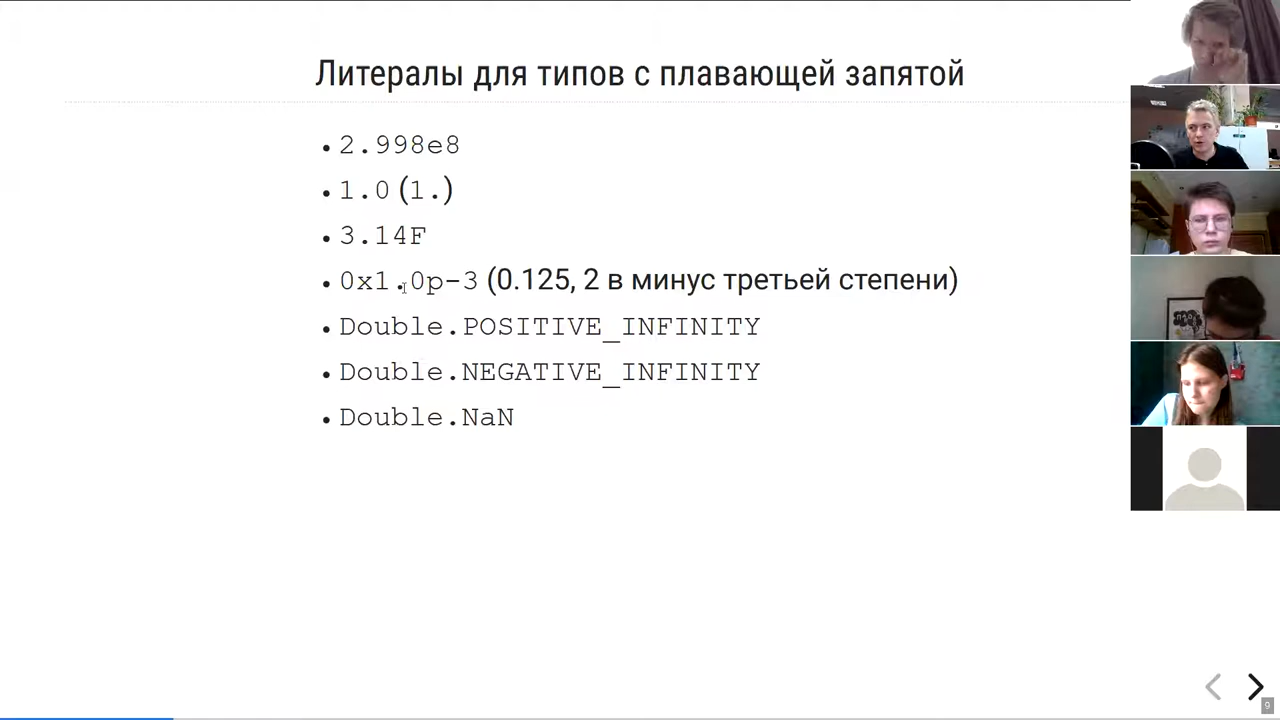 Литералы для типов с плавающей запятой
2.998e8
1.0 (1.)
3.14F
0x1.0p-3 (0.125, 2 в минус третьей степени)
Double.POSITIVE_INFINITY
Double.NEGATIVE_INFINITY
Double.NaN
9